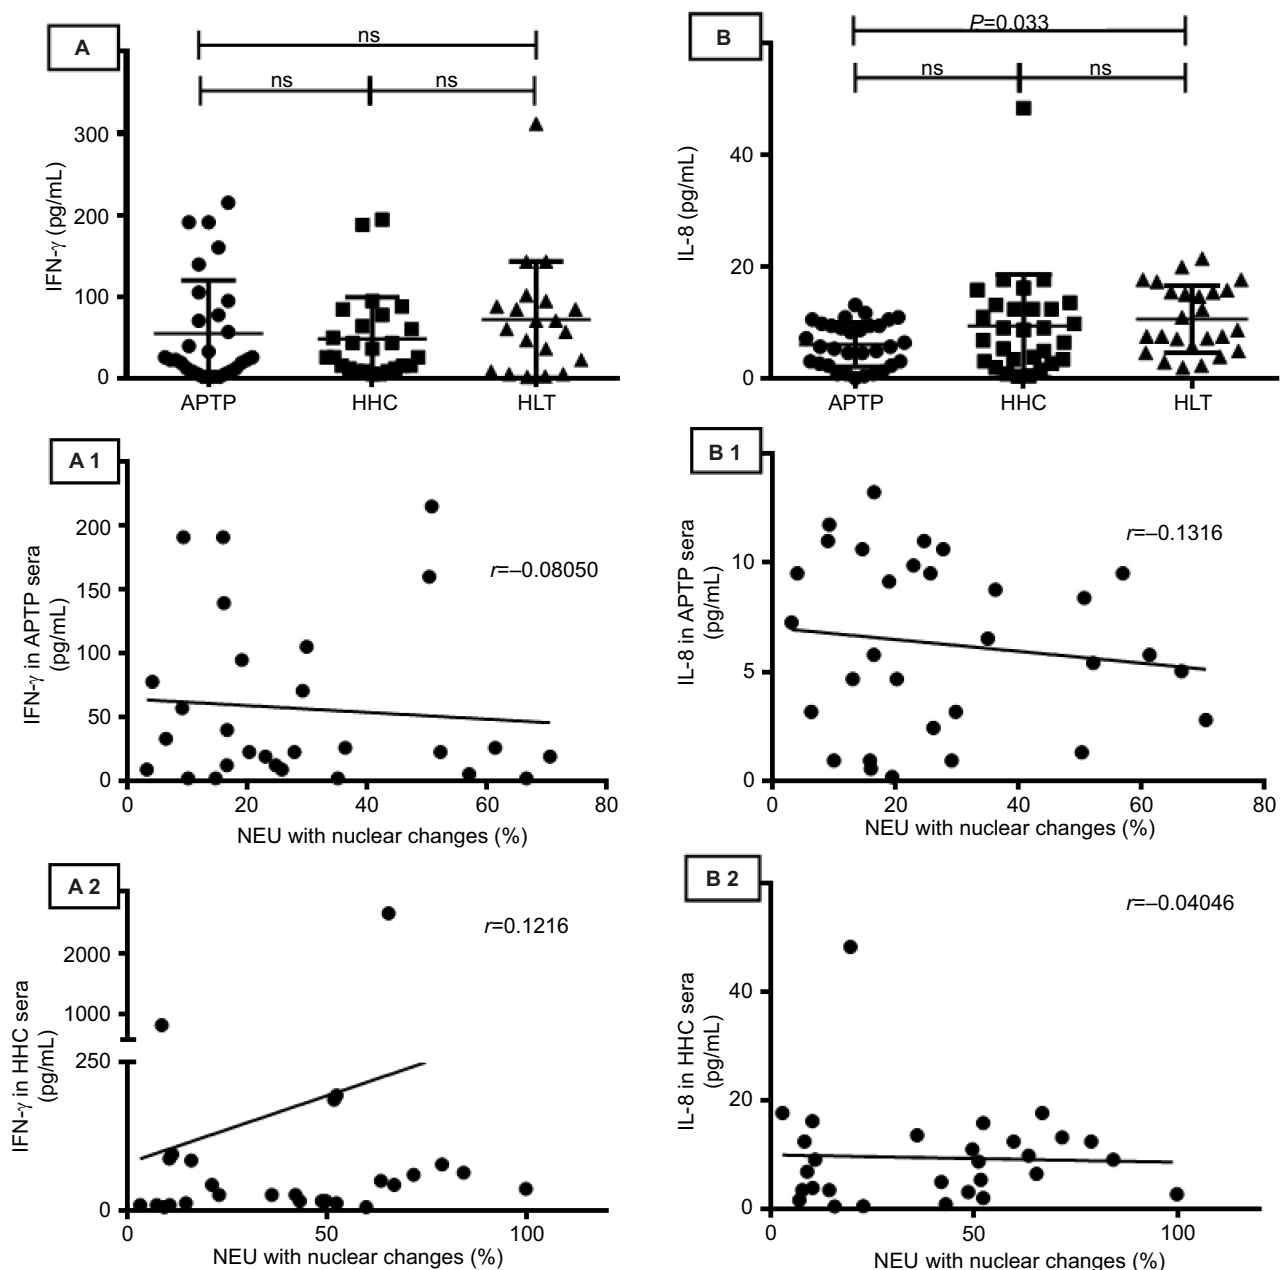 A
ns
ns
ns
IFN-γ (pg/mL)
300
200
100
0
APTP
HHC
HLT
B
P=0.033
ns
ns
IL-8 (pg/mL)
40
20
0
APTP
HHC
HLT
A 1
IFN-γ in APTP sera
(pg/mL)
200
150
100
50
0
r=–0.08050
0
20
40
60
80
NEU with nuclear changes (%)
B 1
IL-8 in APTP sera
(pg/mL)
10
5
0
r=–0.1316
0
20
40
60
80
NEU with nuclear changes (%)
A 2
IFN-γ in HHC sera
(pg/mL)
2000
1000
250
0
r=0.1216
0
50
100
NEU with nuclear changes (%)
B 2
IL-8 in HHC sera
(pg/mL)
40
20
0
r=–0.04046
0
50
100
NEU with nuclear changes (%)